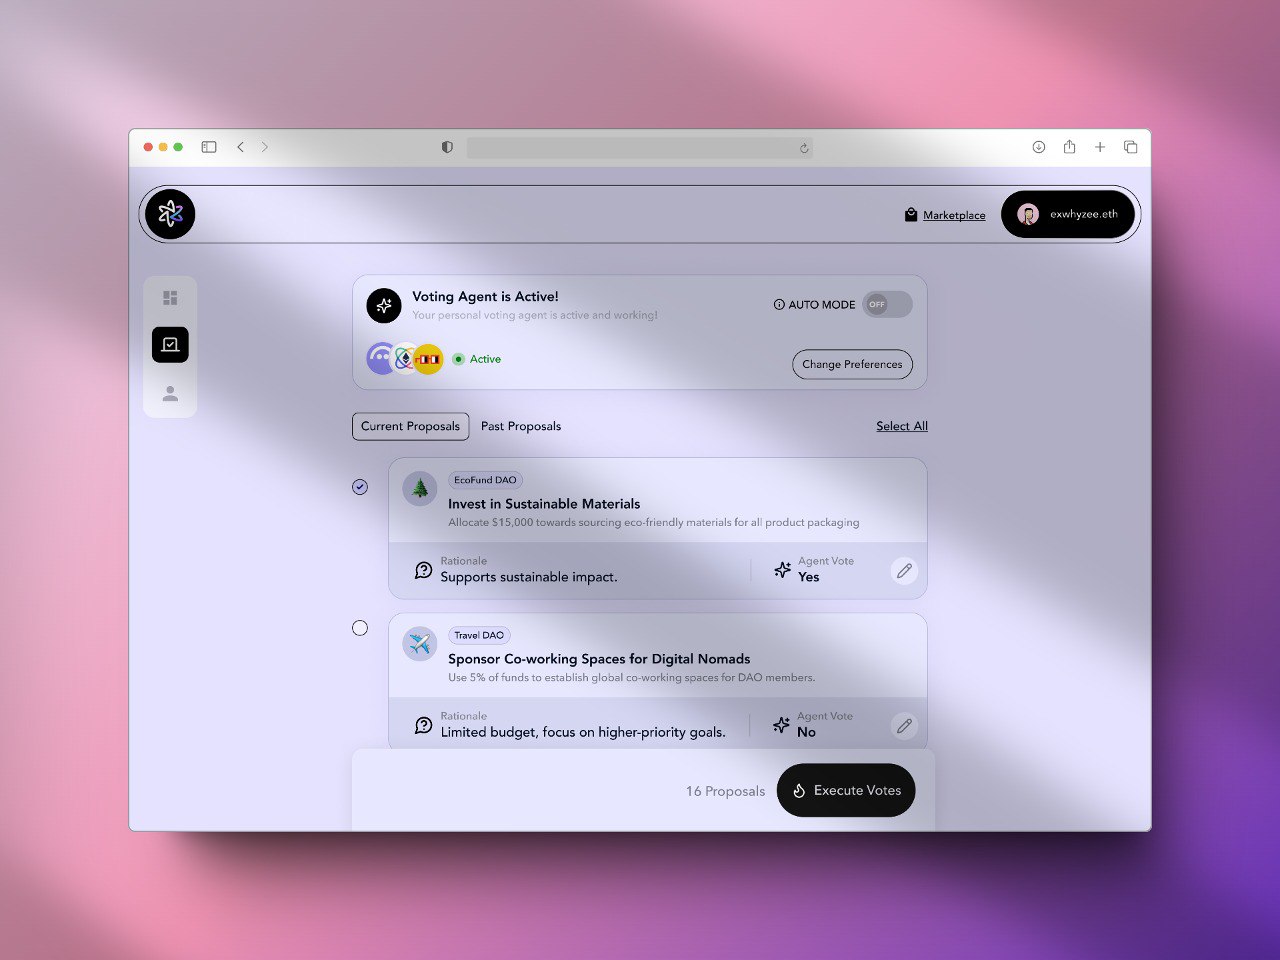 Marketplace
exwhyzee.eth
Voting Agent is Active!
Your personal voting agent is active and working!
AUTO MODE
OFF
Active
Change Preferences
Current Proposals
Past Proposals
Select All
EcoFund DAO
Invest in Sustainable Materials
Allocate $15,000 towards sourcing eco-friendly materials for all product packaging
Rationale
Supports sustainable impact.
Agent Vote
Yes
Travel DAO
Sponsor Co-working Spaces for Digital Nomads
Use 5% of funds to establish global co-working spaces for DAO members.
Rationale
Limited budget, focus on higher-priority goals.
Agent Vote
No
16 Proposals
Execute Votes